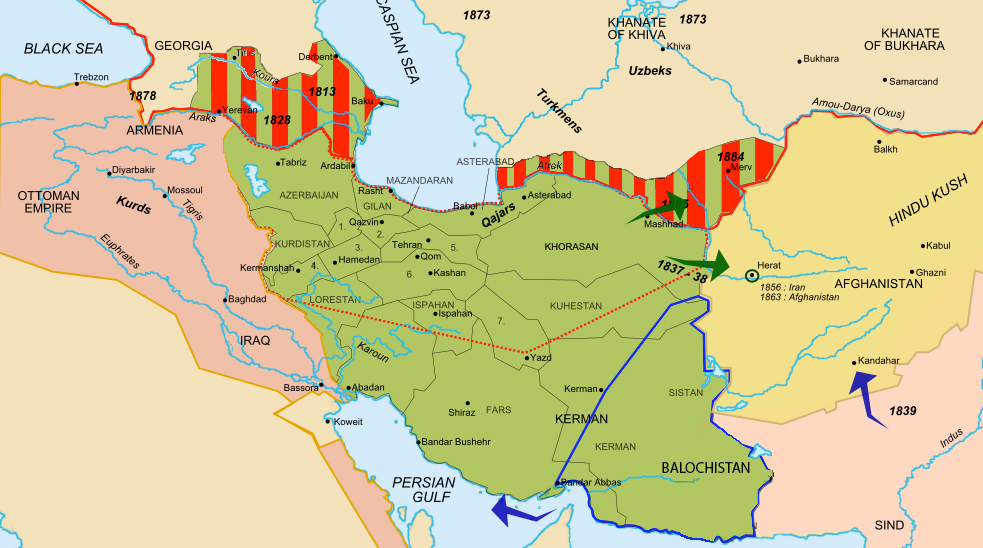 1873
1873
CASPIAN SEA
KHANATE
OF KHIVA
KHANATE
OF BUKHARA
BLACK SEA
GEORGIA
Tiflis
Derbent
Khiva
Bukhara
Uzbeks
Trebzon
Koura
Samarcand
1878
1813
Baku
Turkmens
Amou-Darya (Oxus)
Yerevan
Araks
1828
ARMENIA
Balkh
Tabriz
Ardabil
ASTERABAD
Atrek
1884
Merv
Diyarbakir
MAZANDARAN
HINDU KUSH
OTTOMAN
EMPIRE
Mossoul
Kurds
Tigris
AZERBAIJAN
Rasht
GILAN
Babol
Qajars
Asterabad
Mashhad
Qazvin
1.
2.
Euphrates
KURDISTAN
3.
Tehran
5.
KHORASAN
Kabul
Qom
Hamedan
4.
Kermanshah
6.
Kashan
1837 - 38
Herat
Ghazni
1856 : Iran
1863 : Afghanistan
AFGHANISTAN
Baghdad
LORESTAN
ISPAHAN
Ispahan
KUHESTAN
7.
IRAQ
Karoun
Yazd
Kandahar
Bassora
Abadan
Kerman
SISTAN
Shiraz
FARS
1839
Koweit
KERMAN
Bandar Bushehr
KERMAN
Indus
BALOCHISTAN
PERSIAN
GULF
Bandar Abbas
SIND